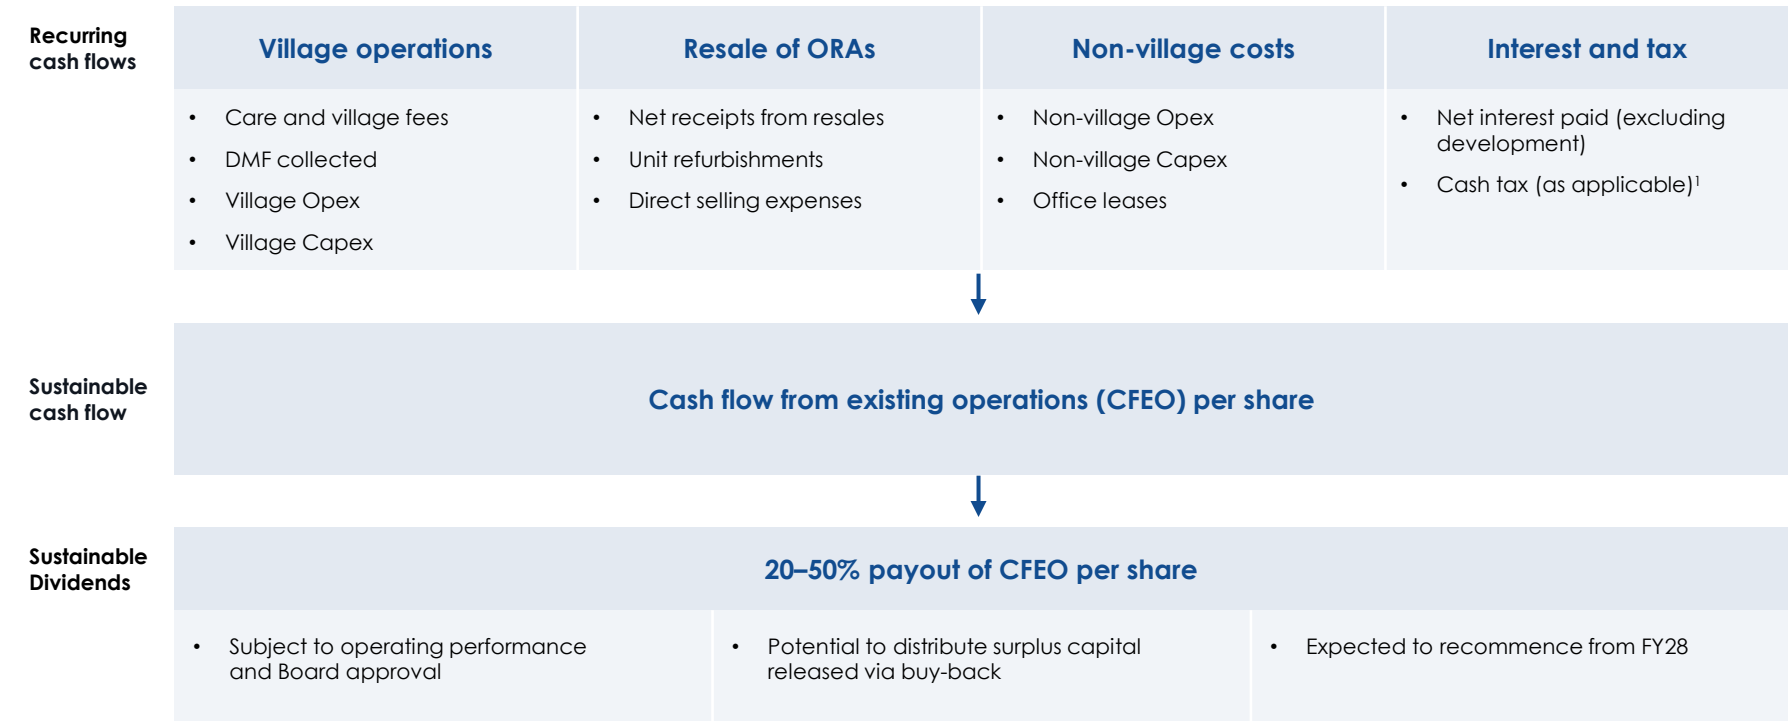 Recurring
cash flows
Village operations
• Care and village fees
• DMF collected
• Village Opex
• Village Capex
Resale of ORAs
• Net receipts from resales
• Unit refurbishments
• Direct selling expenses
Non-village costs
• Non-village Opex
• Non-village Capex
• Office leases
Interest and tax
• Net interest paid (excluding
development)
• Cash tax (as applicable)¹
Sustainable
cash flow
Cash flow from existing operations (CFEO) per share
Sustainable
Dividends
20–50% payout of CFEO per share
• Subject to operating performance
and Board approval
• Potential to distribute surplus capital
released via buy-back
• Expected to recommence from FY28